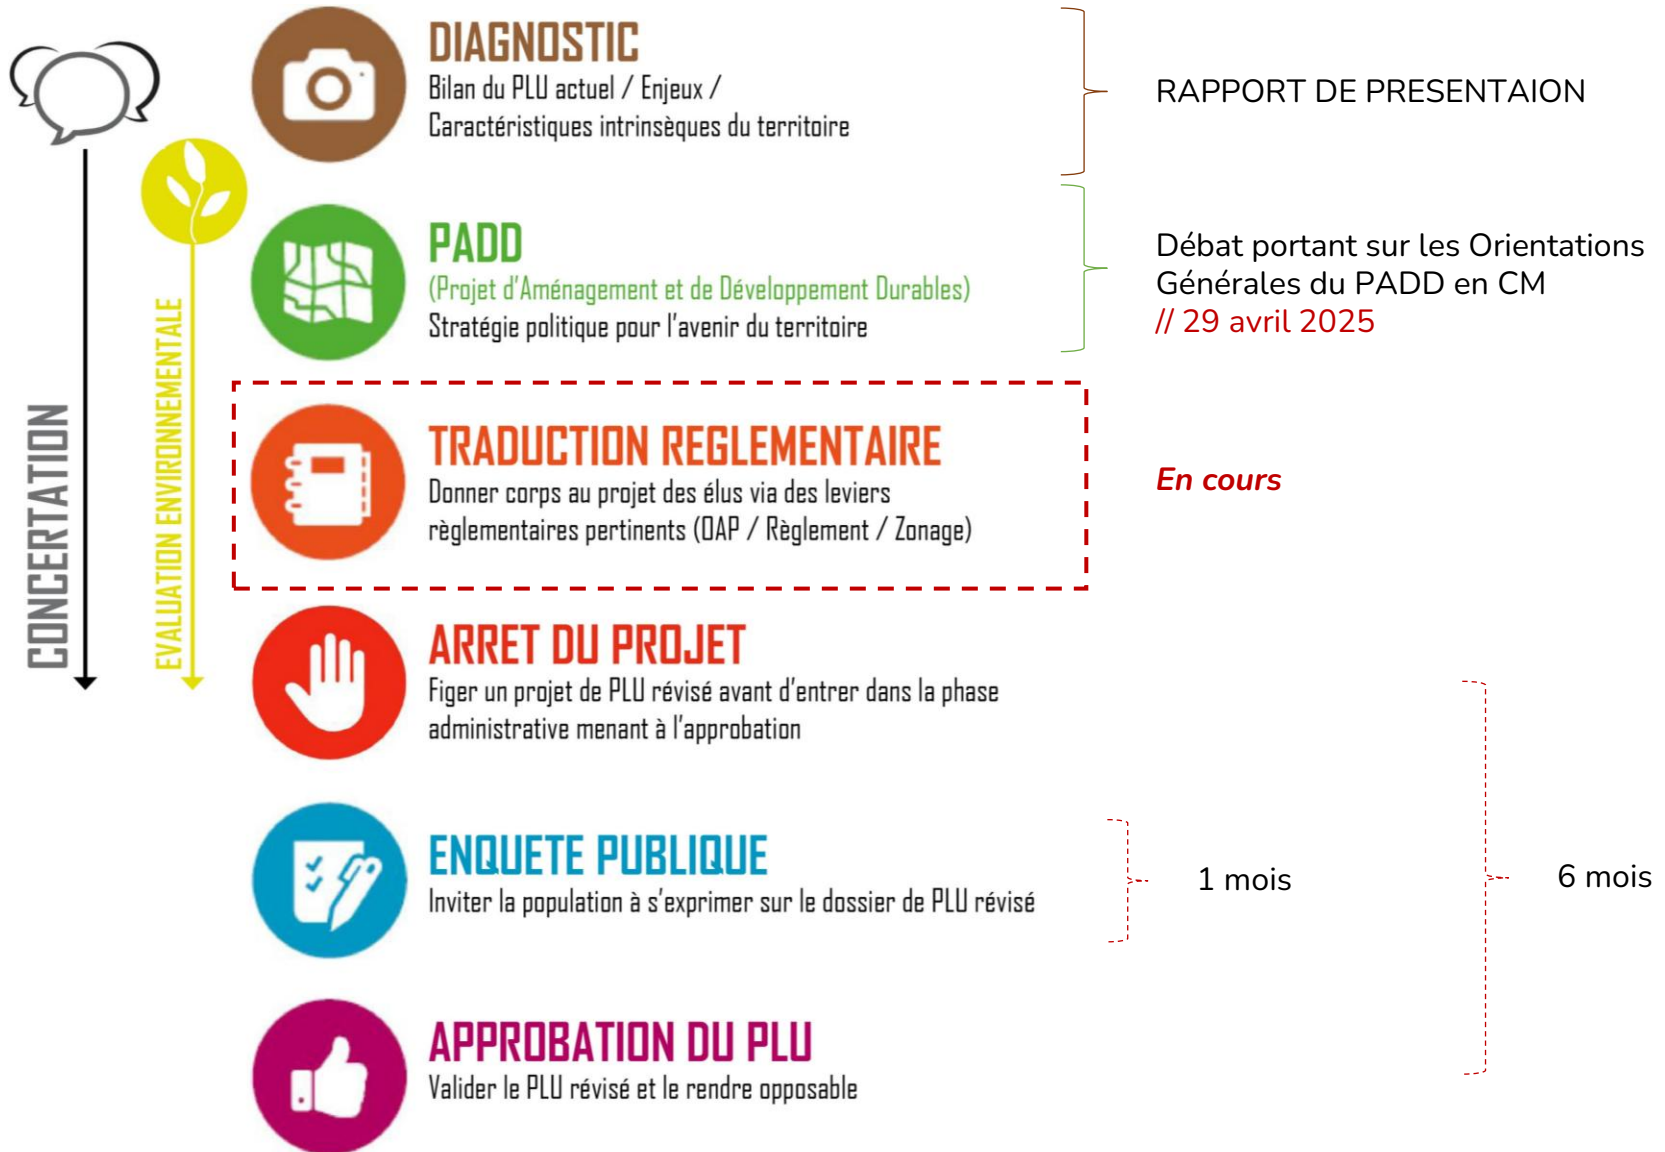 CONCERTATION
EVALUATION ENVIRONNEMENTALE
DIAGNOSTIC
Bilan du PLU actuel / Enjeux /
Caractéristiques intrinsèques du territoire
RAPPORT DE PRESENTAION
PADD
(Projet d'Aménagement et de Développement Durables)
Stratégie politique pour l'avenir du territoire
Débat portant sur les Orientations
Générales du PADD en CM
// 29 avril 2025
TRADUCTION REGLEMENTAIRE
Donner corps au projet des élus via des leviers
règlementaires pertinents (OAP / Règlement / Zonage)
En cours
ARRET DU PROJET
Figer un projet de PLU révisé avant d'entrer dans la phase
administrative menant à l'approbation
ENQUETE PUBLIQUE
Inviter la population à s'exprimer sur le dossier de PLU révisé
1 mois
6 mois
APPROBATION DU PLU
Valider le PLU révisé et le rendre opposable